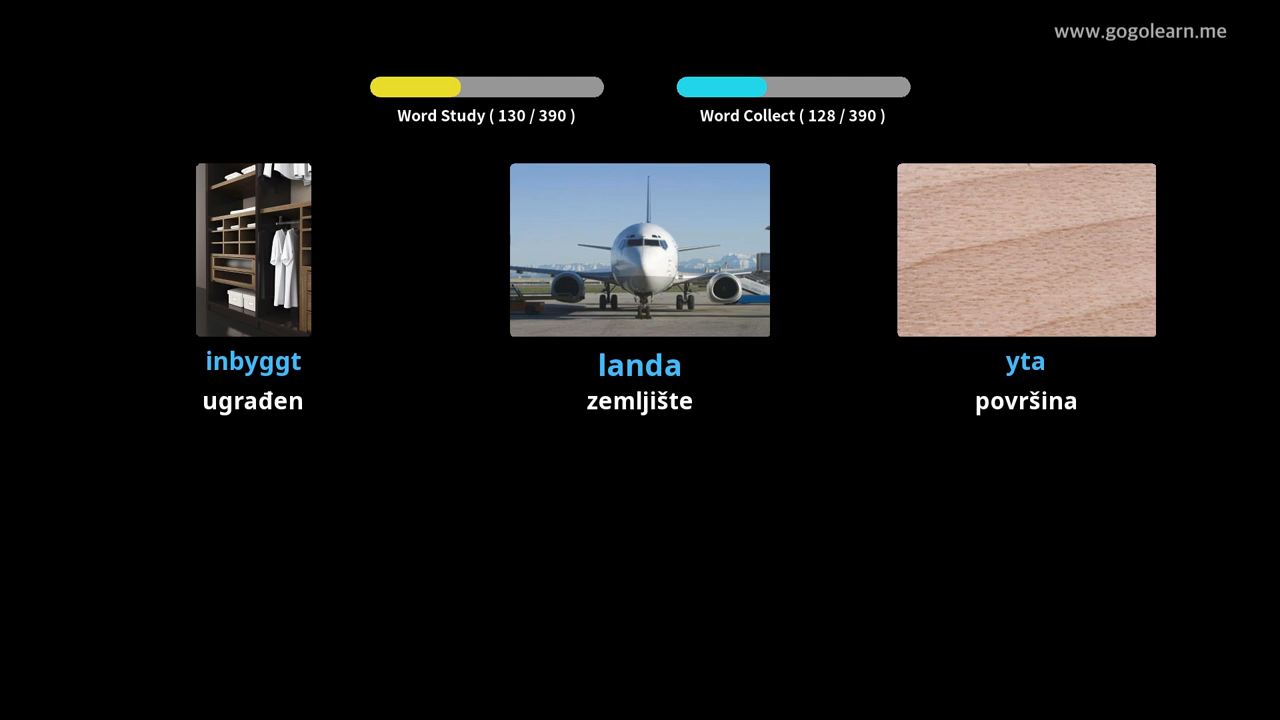 www.gogolearn.me
Word Study ( 130 / 390 )
Word Collect ( 128 / 390 )
inbyggt
ugrađen
landa
zemljište
yta
površina